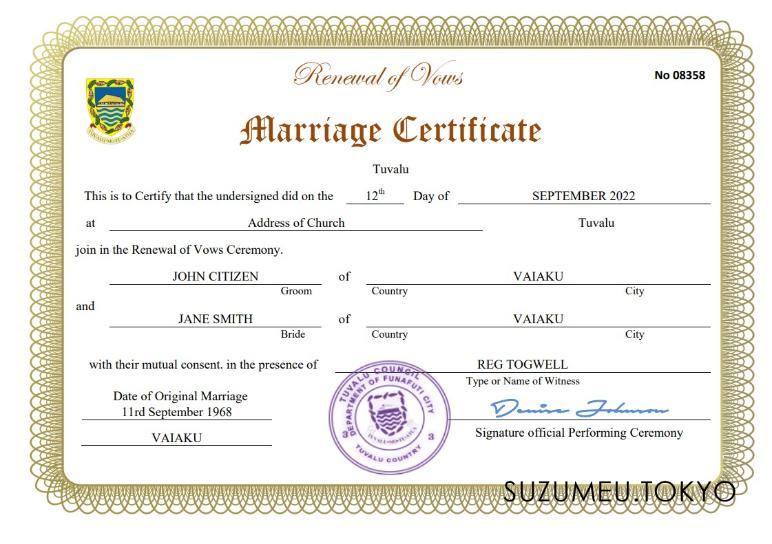 Renewal of Vows
No 08358
Marriage Certificate
Tuvalu
This is to Certify that the undersigned did on the 12th Day of SEPTEMBER 2022
at Address of Church Tuvalu
join in the Renewal of Vows Ceremony.
JOHN CITIZEN of VAIAKU
Groom Country City
and
JANE SMITH of VAIAKU
Bride Country City
with their mutual consent. in the presence of REG TOGWELL
Type or Name of Witness
Date of Original Marriage
11rd September 1968
VAIAKU
TUVALU COUNCIL
DEPARTMENT OF FUNAFUTI CITY
3 3
TUVALU COUNTRY
Denise Johnson
Signature official Performing Ceremony
SUZUMEU.TOKYO